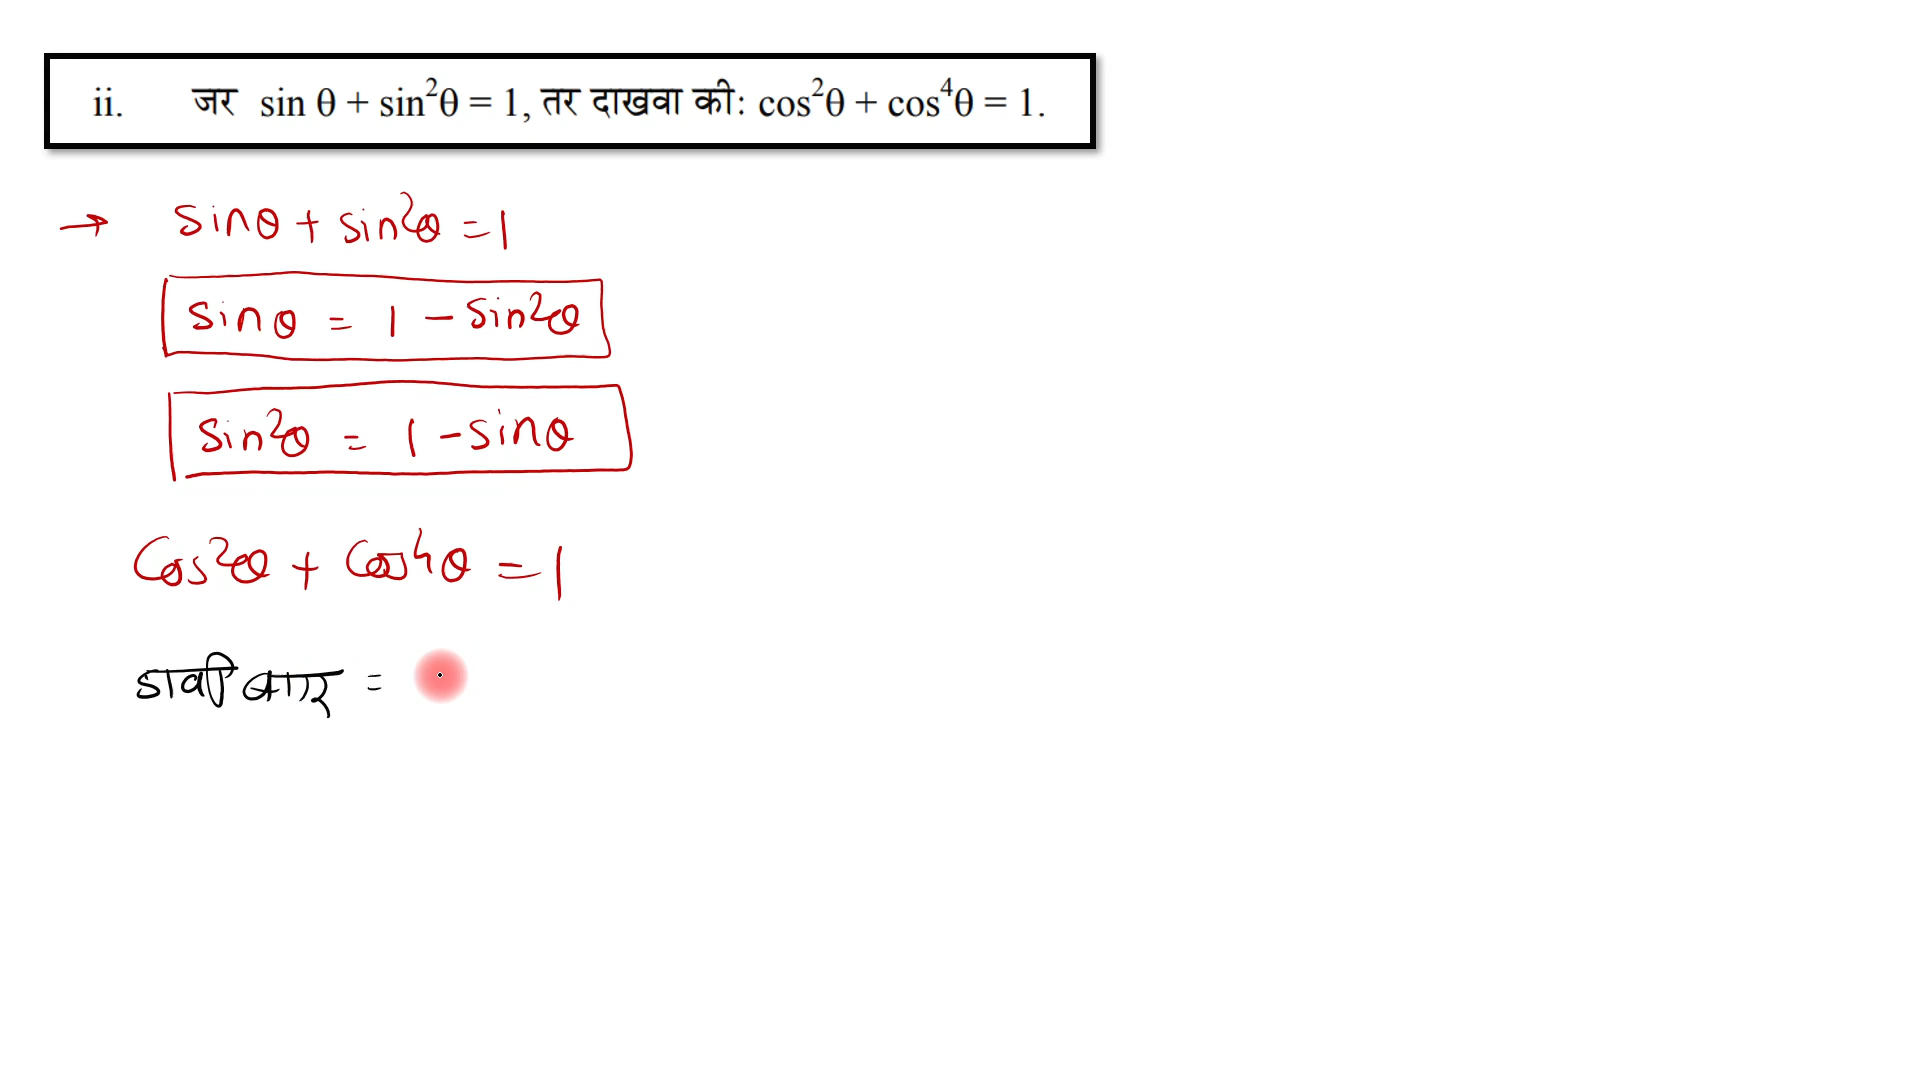 ii. जर sin θ + sin²θ = 1, तर दाखवा की: cos²θ + cos⁴θ = 1.
→ sinθ + sin²θ = 1
sinθ = 1 - sin²θ
sin²θ = 1 - sinθ
Cos²θ + Cos⁴θ = 1
डावी बाजू =